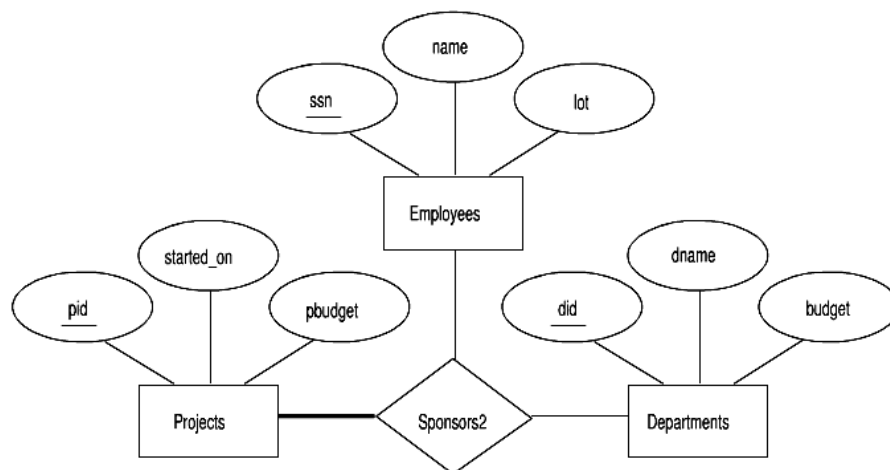 name
ssn
lot
Employees
started_on
dname
pid
pbudget
did
budget
Projects
Sponsors2
Departments